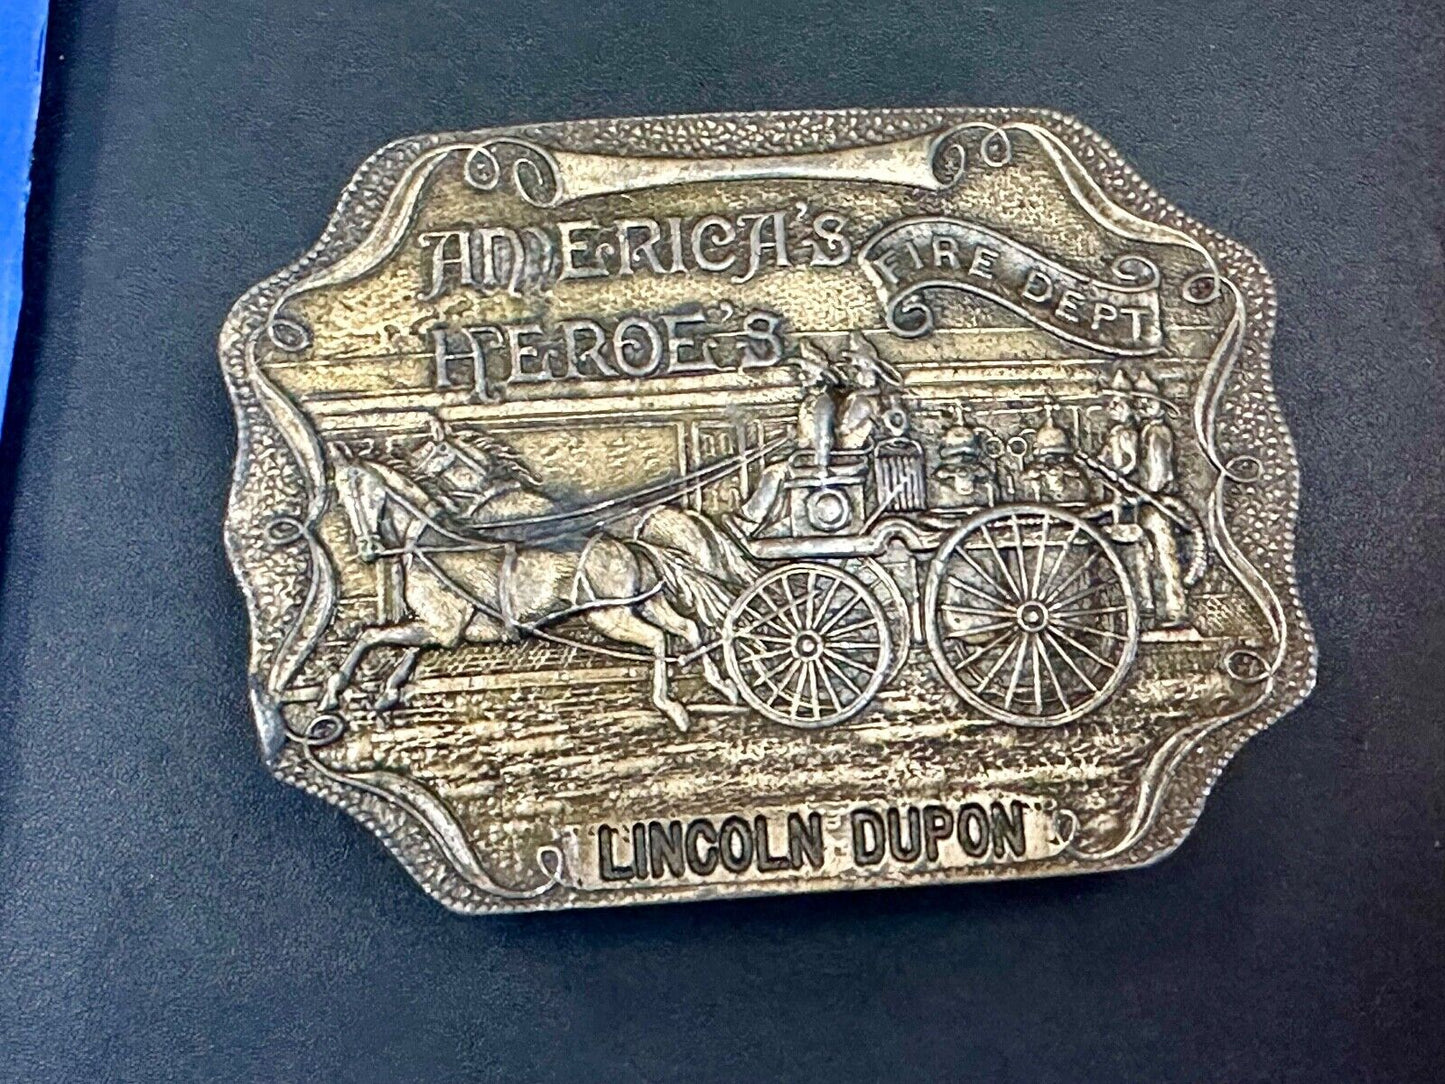 AMERICA'S
HEROE'S
FIRE DEPT
LINCOLN DUPON